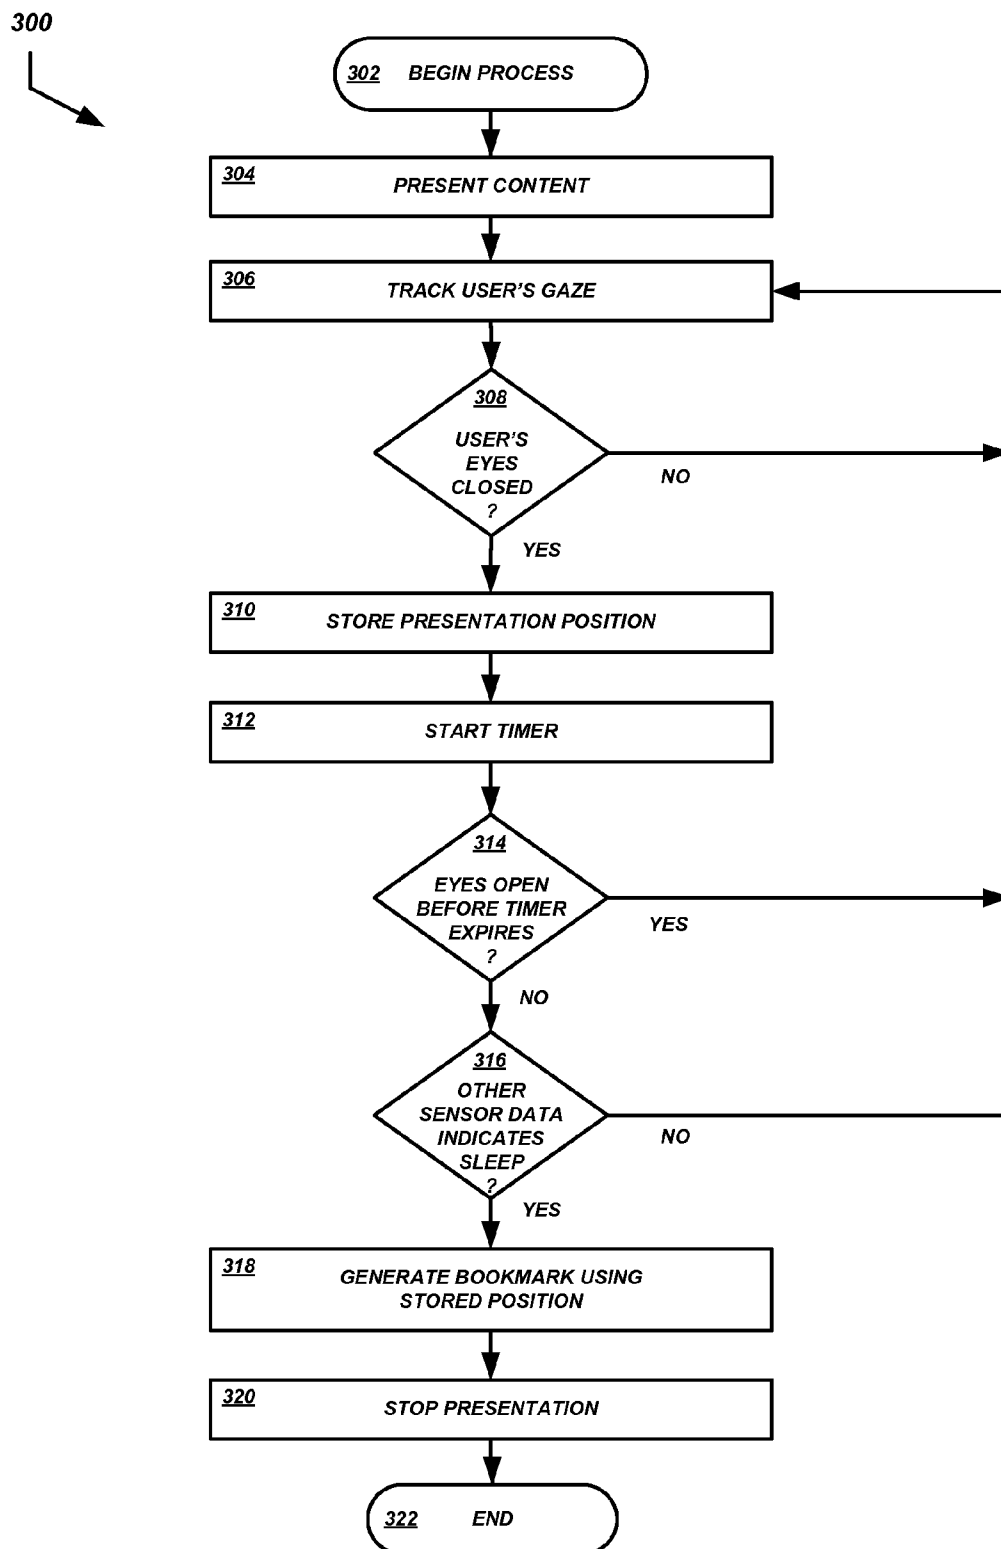 300
302 BEGIN PROCESS
304
PRESENT CONTENT
306
TRACK USER'S GAZE
308
USER'S
EYES
CLOSED
?
NO
YES
310
STORE PRESENTATION POSITION
312
START TIMER
314
EYES OPEN
BEFORE TIMER
EXPIRES
?
YES
NO
316
OTHER
SENSOR DATA
INDICATES
SLEEP
?
NO
YES
318
GENERATE BOOKMARK USING
STORED POSITION
320
STOP PRESENTATION
322 END